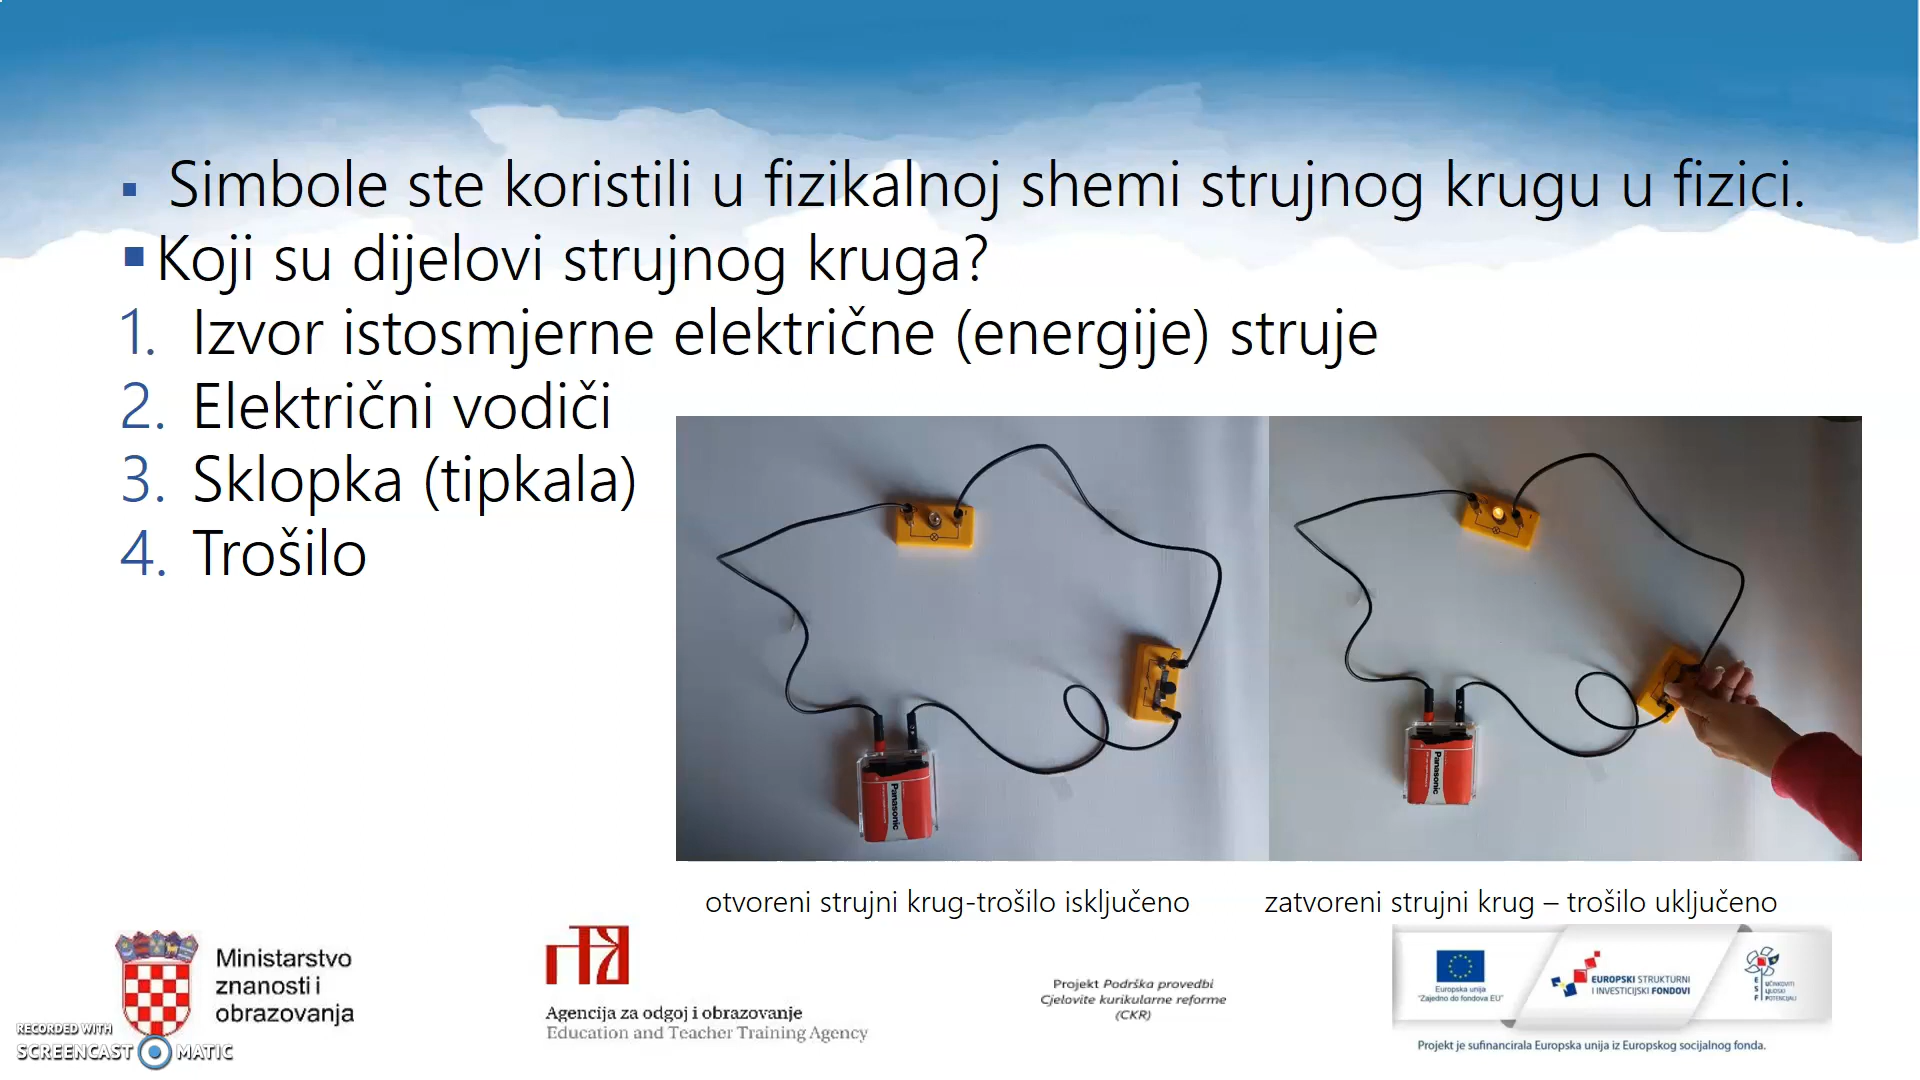 Simbole ste koristili u fizikalnoj shemi strujnog krugu u fizici.
Koji su dijelovi strujnog kruga?
1. Izvor istosmjerne električne (energije) struje
2. Električni vodiči
3. Sklopka (tipkala)
4. Trošilo
Panasonic
Panasonic
otvoreni strujni krug-trošilo isključeno
zatvoreni strujni krug – trošilo uključeno
Ministarstvo
znanosti i
obrazovanja
Agencija za odgoj i obrazovanje
Education and Teacher Training Agency
Projekt Podrška provedbi
Cjelovite kurikularne reforme
(CKR)
Europska unija
"Zajedno do fondova EU"
EUROPSKI STRUKTURNI
I INVESTICIJSKI FONDOVI
ESF
UČINKOVITI
LJUDSKI
POTENCIJALI
Projekt je sufinancirala Europska unija iz Europskog socijalnog fonda.
RECORDED WITH
SCREENCAST MATIC